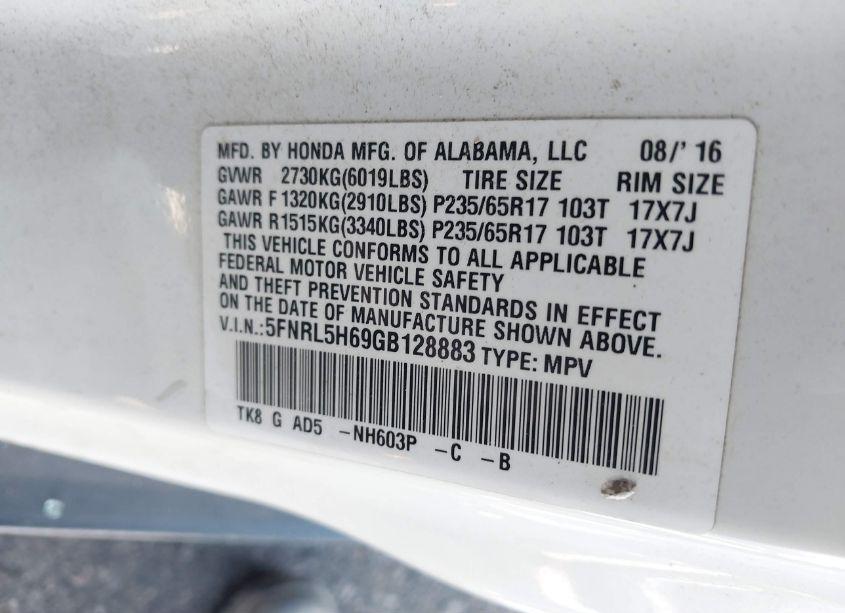 MFD. BY HONDA MFG. OF ALABAMA, LLC 08/' 16
GVWR 2730KG(6019LBS) TIRE SIZE RIM SIZE
GAWR F 1320KG(2910LBS) P235/65R17 103T 17X7J
GAWR R1515KG(3340LBS) P235/65R17 103T 17X7J
THIS VEHICLE CONFORMS TO ALL APPLICABLE
FEDERAL MOTOR VEHICLE SAFETY
AND THEFT PREVENTION STANDARDS IN EFFECT
ON THE DATE OF MANUFACTURE SHOWN ABOVE.
V.I.N.:5FNRL5H69GB128883 TYPE: MPV
TK8 G AD5 -NH603P -C -B